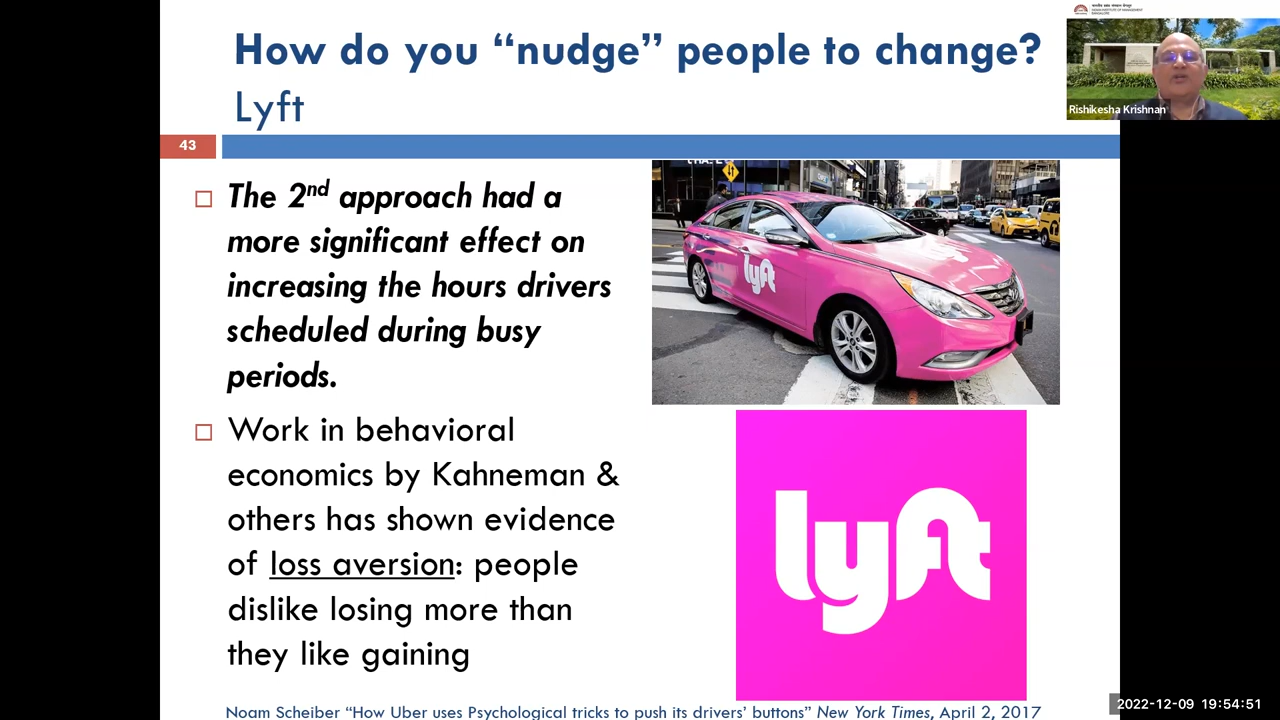 How do you “nudge” people to change?
Lyft
43
The 2nd approach had a
more significant effect on
increasing the hours drivers
scheduled during busy
periods.
Work in behavioral
economics by Kahneman &
others has shown evidence
of loss aversion: people
dislike losing more than
they like gaining
lyft
lyft
Noam Scheiber “How Uber uses Psychological tricks to push its drivers’ buttons” New York Times, April 2, 2017
Rishikesha Krishnan
2022-12-09 19:54:51